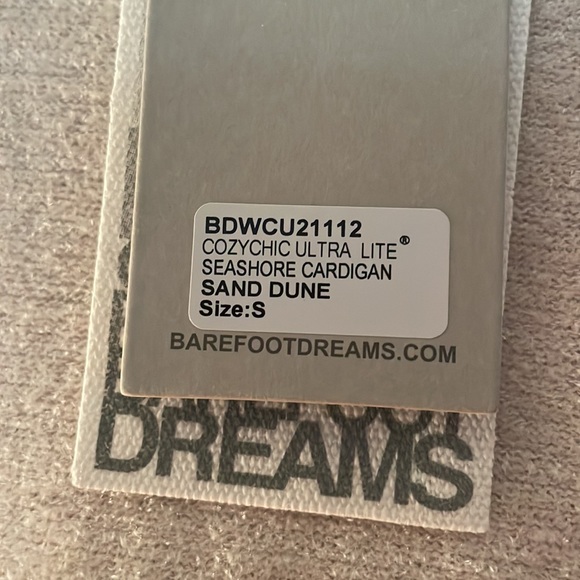 BDWCU21112
COZYCHIC ULTRA LITE®
SEASHORE CARDIGAN
SAND DUNE
Size:S
BAREFOOTDREAMS.COM
DREAMS